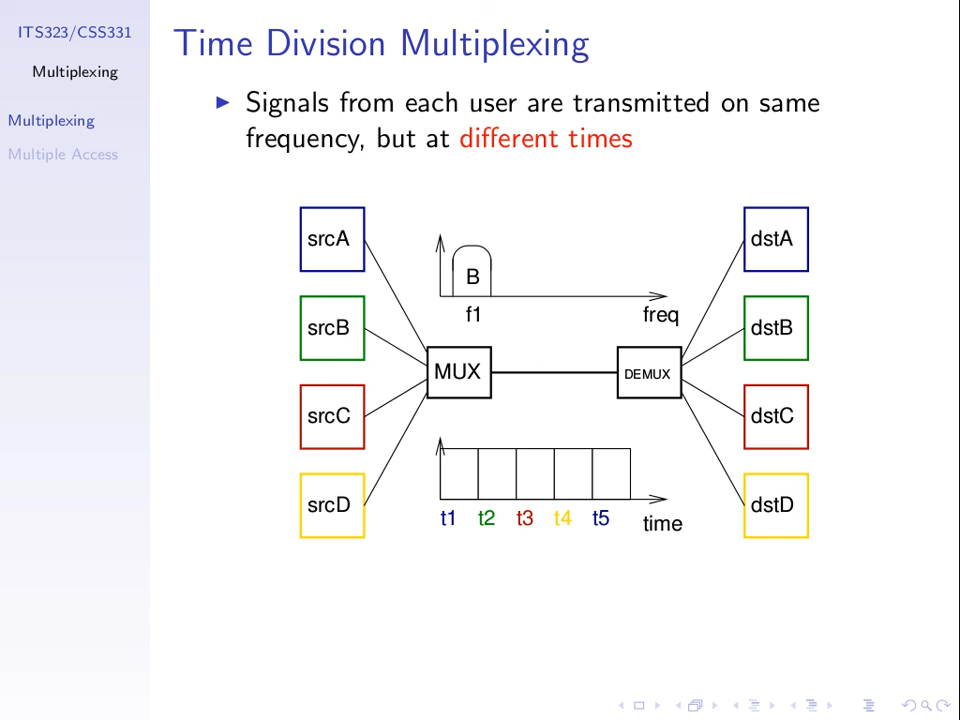 ITS323/CSS331
Multiplexing
Multiplexing
Multiple Access
Time Division Multiplexing
Signals from each user are transmitted on same
frequency, but at different times
srcA
srcB
srcC
srcD
B
f1
freq
MUX
DEMUX
t1 t2 t3 t4 t5
time
dstA
dstB
dstC
dstD